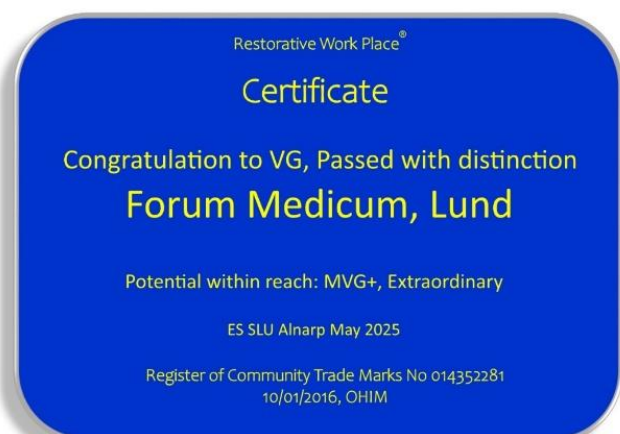 Restorative Work Place®
Certificate
Congratulation to VG, Passed with distinction
Forum Medicum, Lund
Potential within reach: MVG+, Extraordinary
ES SLU Alnarp May 2025
Register of Community Trade Marks No 014352281
10/01/2016, OHIM